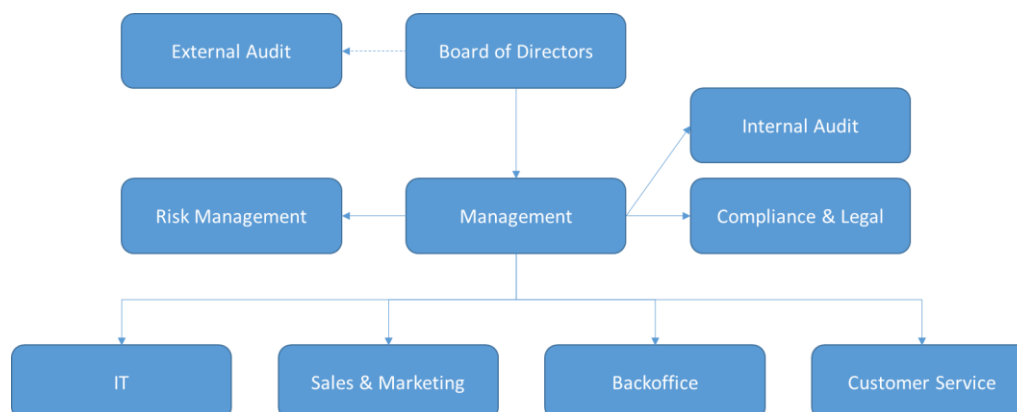 External Audit
Board of Directors
Internal Audit
Risk Management
Management
Compliance & Legal
IT
Sales & Marketing
Backoffice
Customer Service